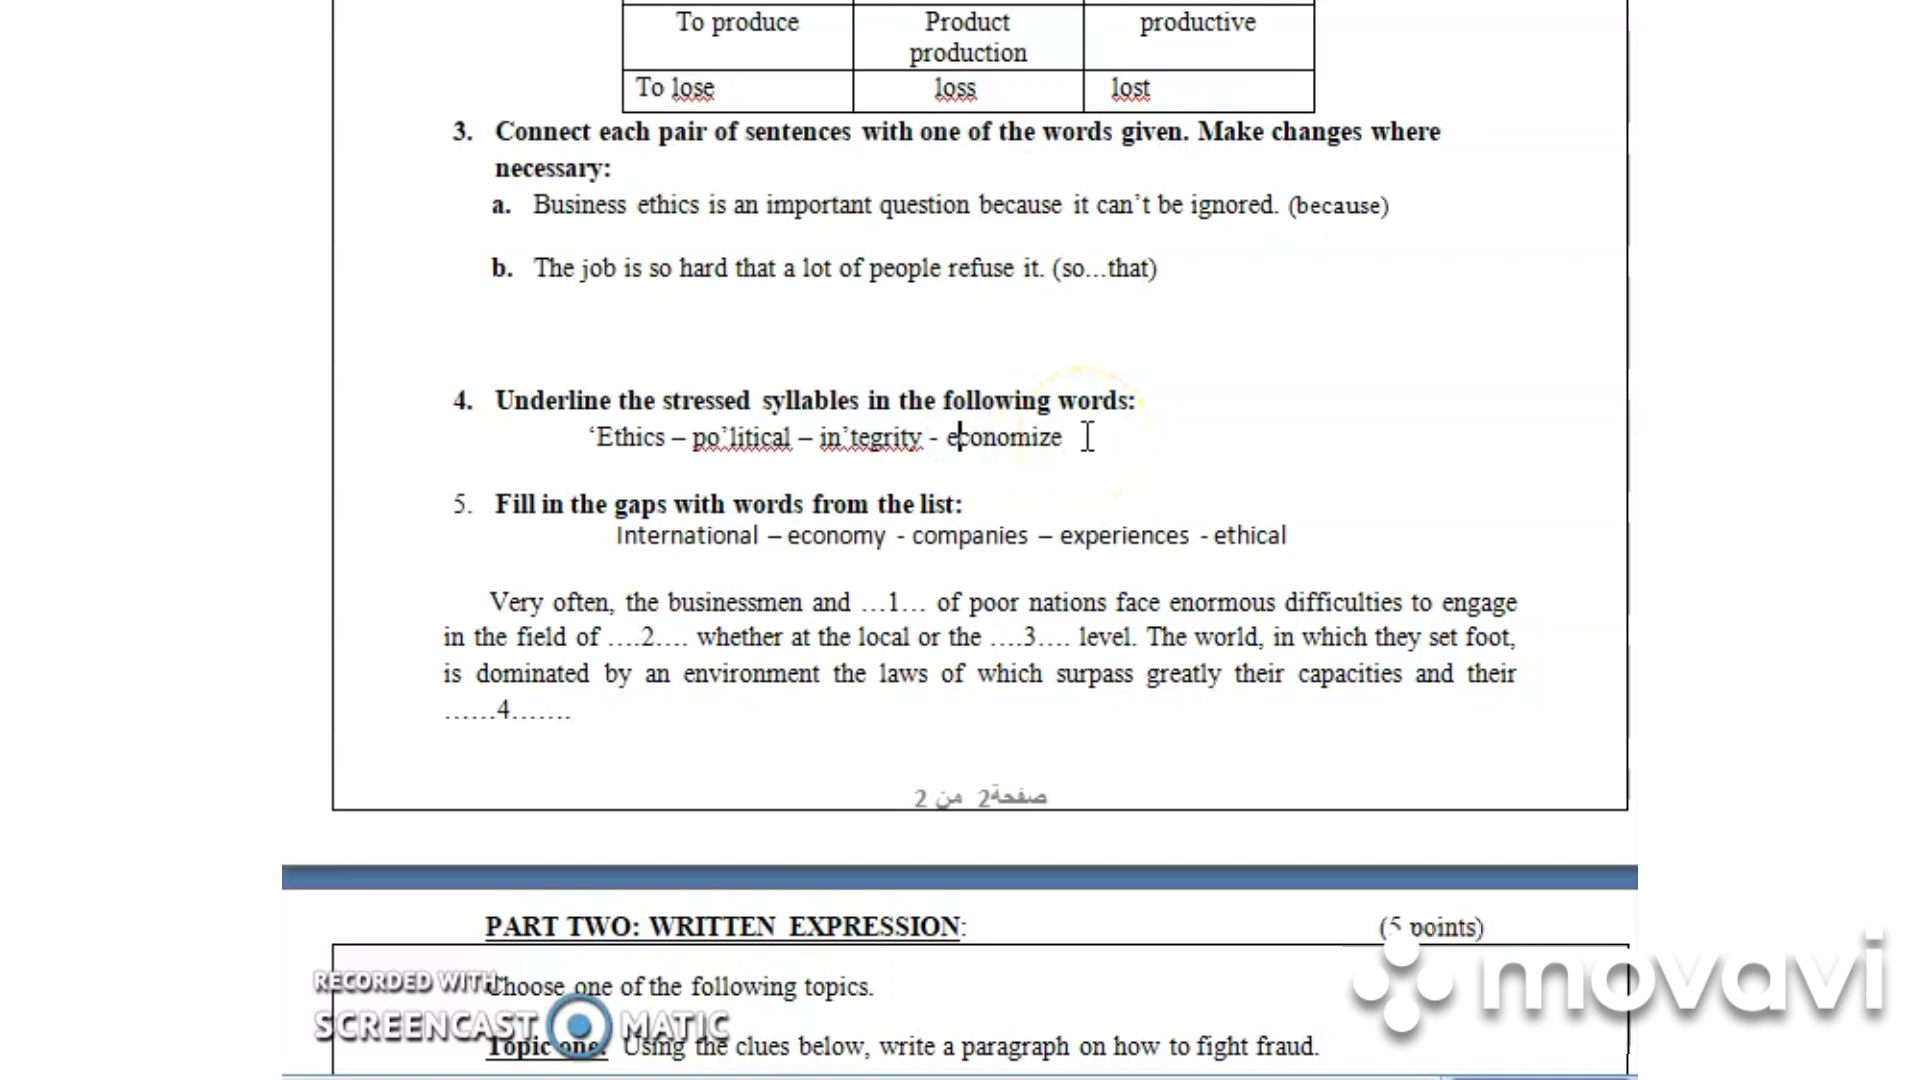 To produce Product productive
production
To lose loss lost
3. Connect each pair of sentences with one of the words given. Make changes where
necessary:
a. Business ethics is an important question because it can’t be ignored. (because)
b. The job is so hard that a lot of people refuse it. (so…that)
4. Underline the stressed syllables in the following words:
‘Ethics – po’litical – in’tegrity - economize
5. Fill in the gaps with words from the list:
International – economy - companies – experiences - ethical
Very often, the businessmen and …1… of poor nations face enormous difficulties to engage
in the field of ….2…. whether at the local or the ….3…. level. The world, in which they set foot,
is dominated by an environment the laws of which surpass greatly their capacities and their
……4…….
صفحة2 من 2
PART TWO: WRITTEN EXPRESSION: (5 points)
Choose one of the following topics.
Topic one: Using the clues below, write a paragraph on how to fight fraud.
RECORDED WITH
SCREENCAST MATIC
movavi